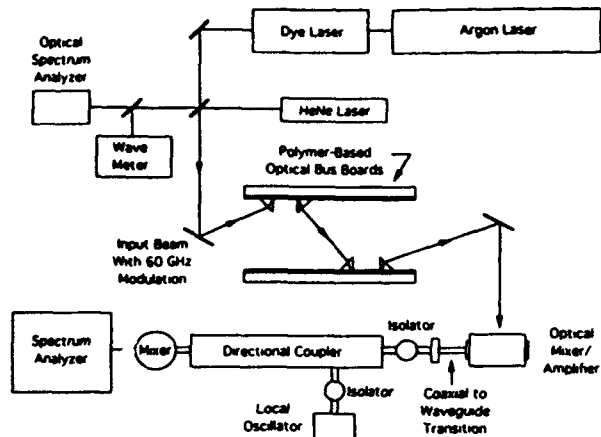 Dye Laser
Argon Laser
Optical
Spectrum
Analyzer
HeNe Laser
Wave
Meter
Polymer-Based
Optical Bus Boards
Input Beam
With 60 GHz
Modulation
Isolator
Spectrum
Analyzer
Mixer
Directional Coupler
Optical
Mixer/
Amplifier
Isolator
Coaxial to
Waveguide
Transition
Local
Oscillator